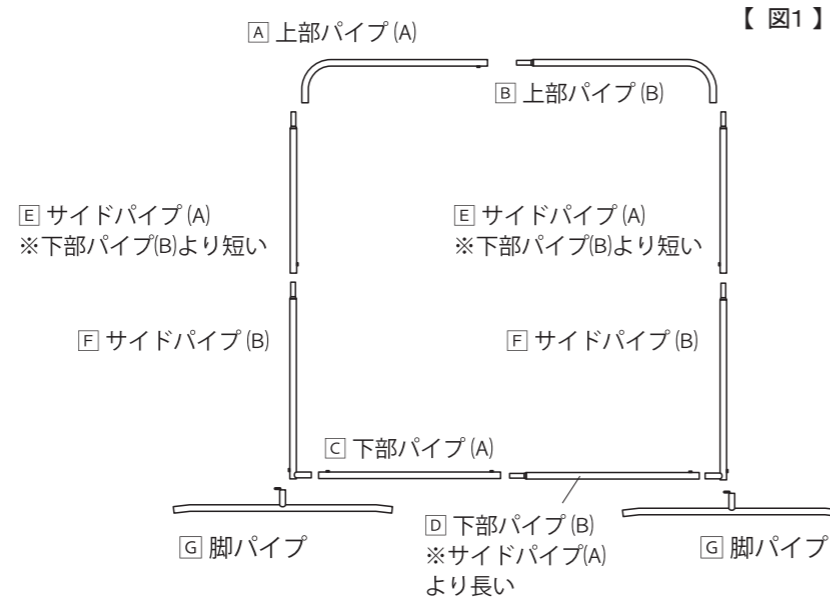 【 図1 】
A 上部パイプ (A)
B 上部パイプ (B)
E サイドパイプ (A)
※下部パイプ(B)より短い
E サイドパイプ (A)
※下部パイプ(B)より短い
F サイドパイプ (B)
F サイドパイプ (B)
C 下部パイプ (A)
D 下部パイプ (B)
※サイドパイプ(A)
より長い
G 脚パイプ
G 脚パイプ